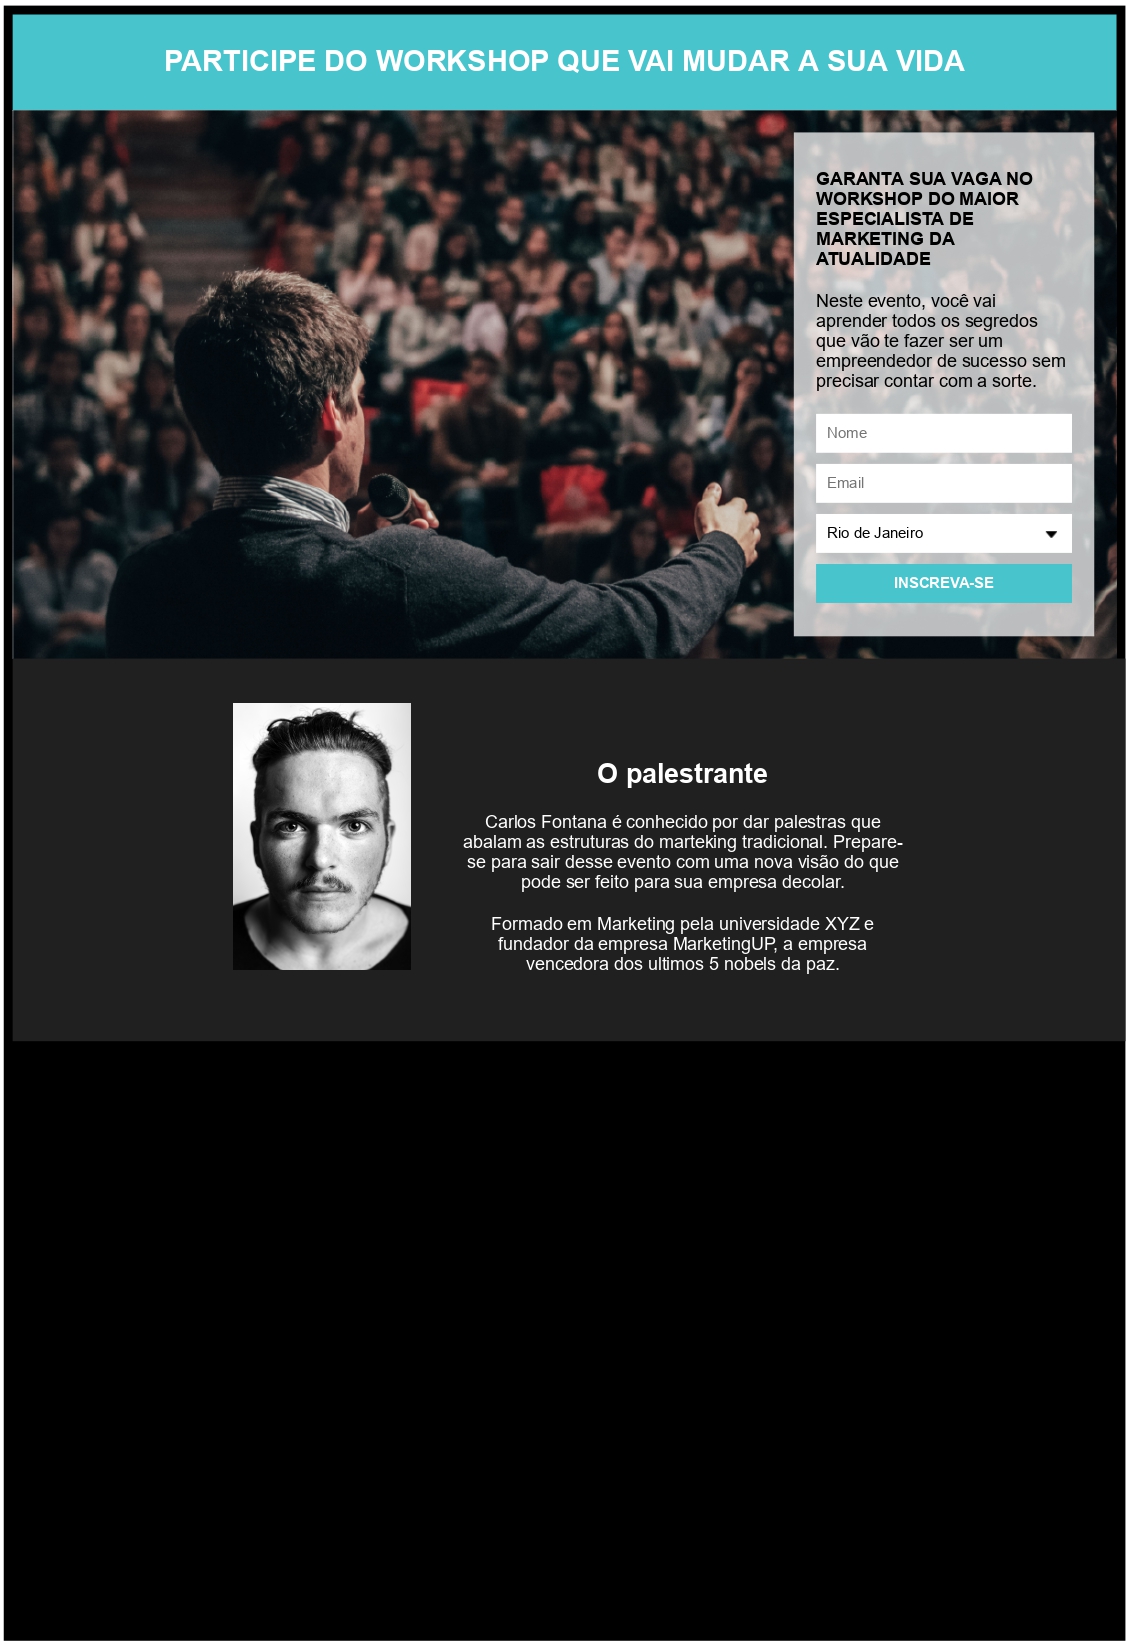 PARTICIPE DO WORKSHOP QUE VAI MUDAR A SUA VIDA
GARANTA SUA VAGA NO
WORKSHOP DO MAIOR
ESPECIALISTA DE
MARKETING DA
ATUALIDADE
Neste evento, você vai
aprender todos os segredos
que vão te fazer ser um
empreendedor de sucesso sem
precisar contar com a sorte.
Nome
Email
Rio de Janeiro
INSCREVA-SE
O palestrante
Carlos Fontana é conhecido por dar palestras que
abalam as estruturas do marteking tradicional. Prepare-
se para sair desse evento com uma nova visão do que
pode ser feito para sua empresa decolar.
Formado em Marketing pela universidade XYZ e
fundador da empresa MarketingUP, a empresa
vencedora dos ultimos 5 nobels da paz.